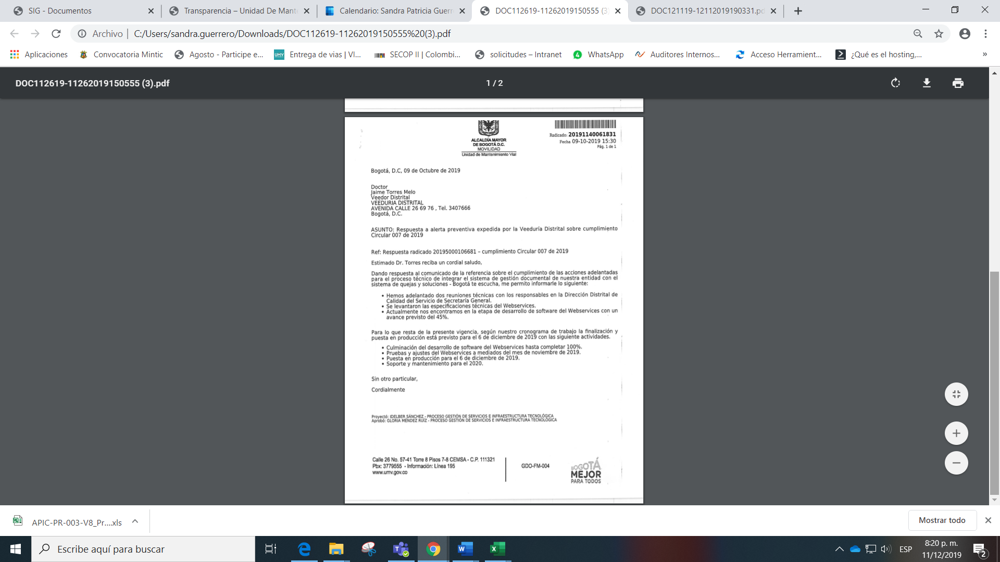 SIG - Documentos
Transparencia – Unidad De Mant
Calendario: Sandra Patricia Guerr
DOC112619-11262019150555 (3)
DOC121119-12112019190331.pd
Archivo
C:/Users/sandra.guerrero/Downloads/DOC112619-11262019150555%20(3).pdf
Aplicaciones
Convocatoria Mintic
Agosto - Participe e...
UMV
Entrega de vias | VI...
SECOP II | Colombi...
solicitudes – Intranet
4
WhatsApp
Auditores Internos...
Acceso Herramient...
¿Qué es el hosting,...
»
DOC112619-11262019150555 (3).pdf
1 / 2
ALCALDÍA MAYOR
DE BOGOTÁ D.C.
MOVILIDAD
Unidad de Mantenimiento Vial
Radicado: 20191140061831
Fecha 09-10-2019 15:30
Pág. 1 de 1
Bogotá, D.C, 09 de Octubre de 2019
Doctor
Jaime Torres Melo
Veedor Distrital
VEEDURIA DISTRITAL
AVENIDA CALLE 26 69 76 , Tel. 3407666
Bogotá, D.C.
ASUNTO: Respuesta a alerta preventiva expedida por la Veeduría Distrital sobre cumplimiento
Circular 007 de 2019
Ref: Respuesta radicado 20195000106681 – cumplimiento Circular 007 de 2019
Estimado Dr. Torres reciba un cordial saludo,
Dando respuesta al comunicado de la referencia sobre el cumplimiento de las acciones adelantadas
para el proceso técnico de integrar el sistema de gestión documental de nuestra entidad con el
sistema de quejas y soluciones - Bogotá te escucha, me permito informarle lo siguiente:
• Hemos adelantado dos reuniones técnicas con los responsables en la Dirección Distrital de
Calidad del Servicio de Secretaría General.
• Se levantaron las especificaciones técnicas del Webservices.
• Actualmente nos encontramos en la etapa de desarrollo de software del Webservices con un
avance previsto del 45%.
Para lo que resta de la presente vigencia, según nuestro cronograma de trabajo la finalización y
puesta en producción está previsto para el 6 de diciembre de 2019 con las siguiente actividades.
• Culminación del desarrollo de software del Webservices hasta completar 100%.
• Pruebas y ajustes del Webservices a mediados del mes de noviembre de 2019.
• Puesta en producción para el 6 de diciembre de 2019.
• Soporte y mantenimiento para el 2020.
Sin otro particular,
Cordialmente
Proyectó: IDELBER SÁNCHEZ - PROCESO GESTIÓN DE SERVICIOS E INFRAESTRUCTURA TECNOLÓGICA
Aprobó: GLORIA MENDEZ RUIZ - PROCESO GESTIÓN DE SERVICIOS E INFRAESTRUCTURA TECNOLÓGICA
Calle 26 No. 57-41 Torre 8 Pisos 7-8 CEMSA - C.P. 111321
Pbx: 3779555 - Información: Línea 195
www.umv.gov.co
GDO-FM-004
BOGOTÁ
MEJOR
PARA TODOS
APIC-PR-003-V8_Pr....xls
Mostrar todo
Escribe aquí para buscar
ESP
8:20 p. m.
11/12/2019
2